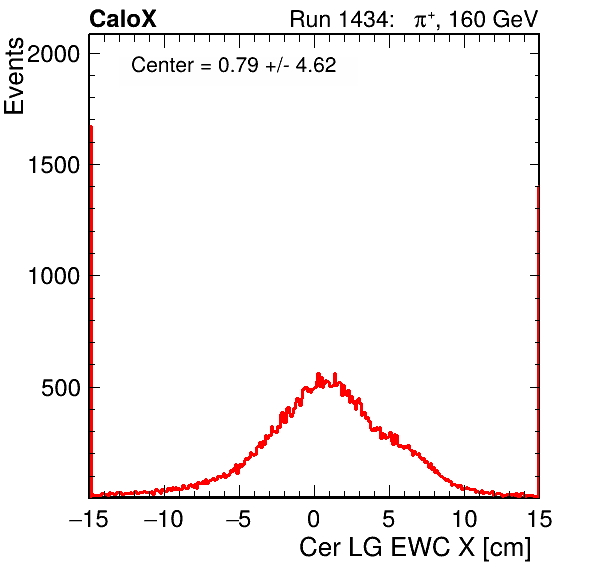 CaloX Run 1434: π⁺, 160 GeV
Center = 0.79 +/- 4.62
Events
2000
1500
1000
500
−15 −10 −5 0 5 10 15
Cer LG EWC X [cm]